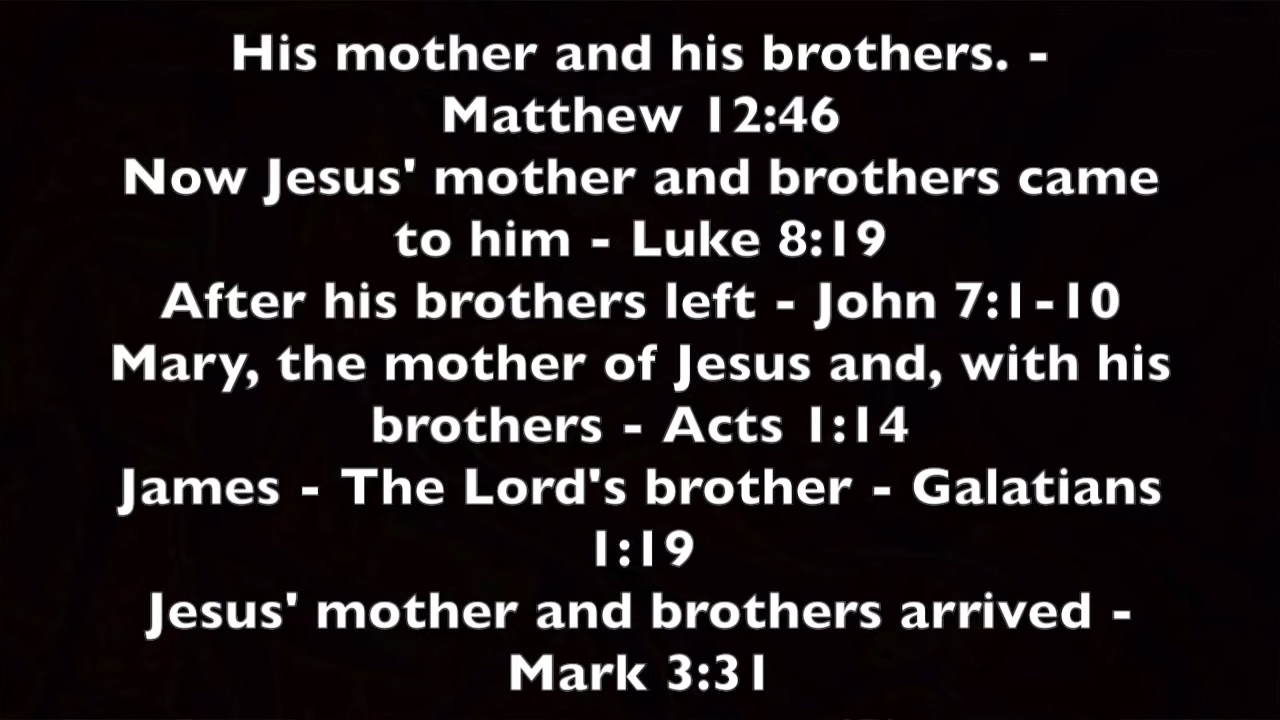 His mother and his brothers. -
Matthew 12:46
Now Jesus' mother and brothers came
to him - Luke 8:19
After his brothers left - John 7:1-10
Mary, the mother of Jesus and, with his
brothers - Acts 1:14
James - The Lord's brother - Galatians
1:19
Jesus' mother and brothers arrived -
Mark 3:31